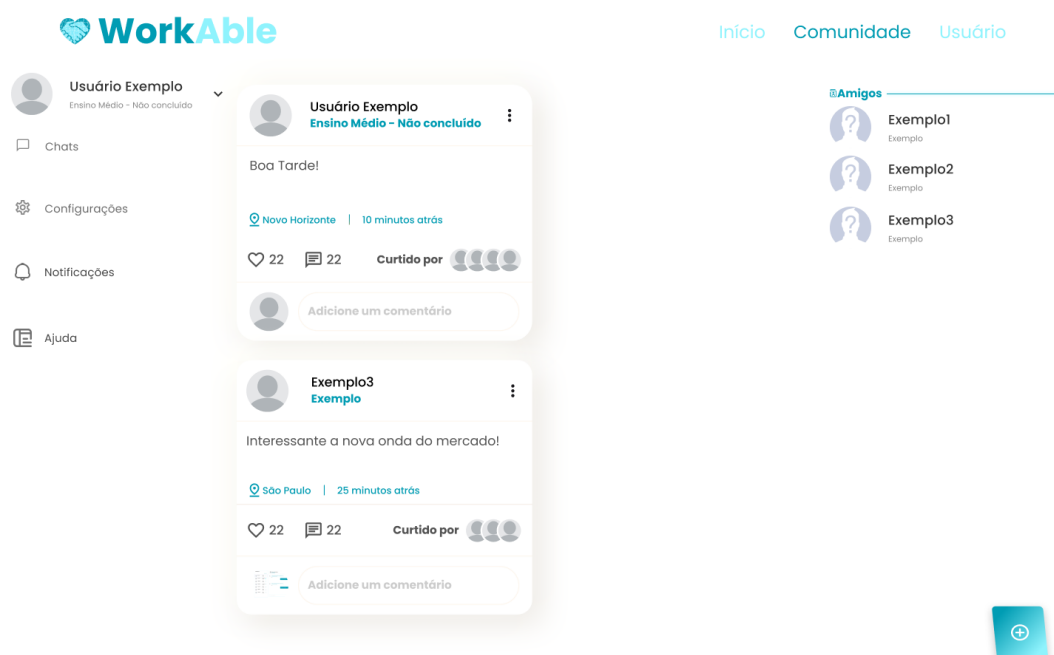 WorkAble
Início Comunidade Usuário
Usuário Exemplo
Ensino Médio - Não concluído
Chats
Configurações
Notificações
Ajuda
Usuário Exemplo
Ensino Médio - Não concluído
Boa Tarde!
Novo Horizonte | 10 minutos atrás
22 22 Curtido por
Adicione um comentário
Exemplo3
Exemplo
Interessante a nova onda do mercado!
São Paulo | 25 minutos atrás
22 22 Curtido por
Adicione um comentário
Amigos
Exemplo1
Exemplo
Exemplo2
Exemplo
Exemplo3
Exemplo